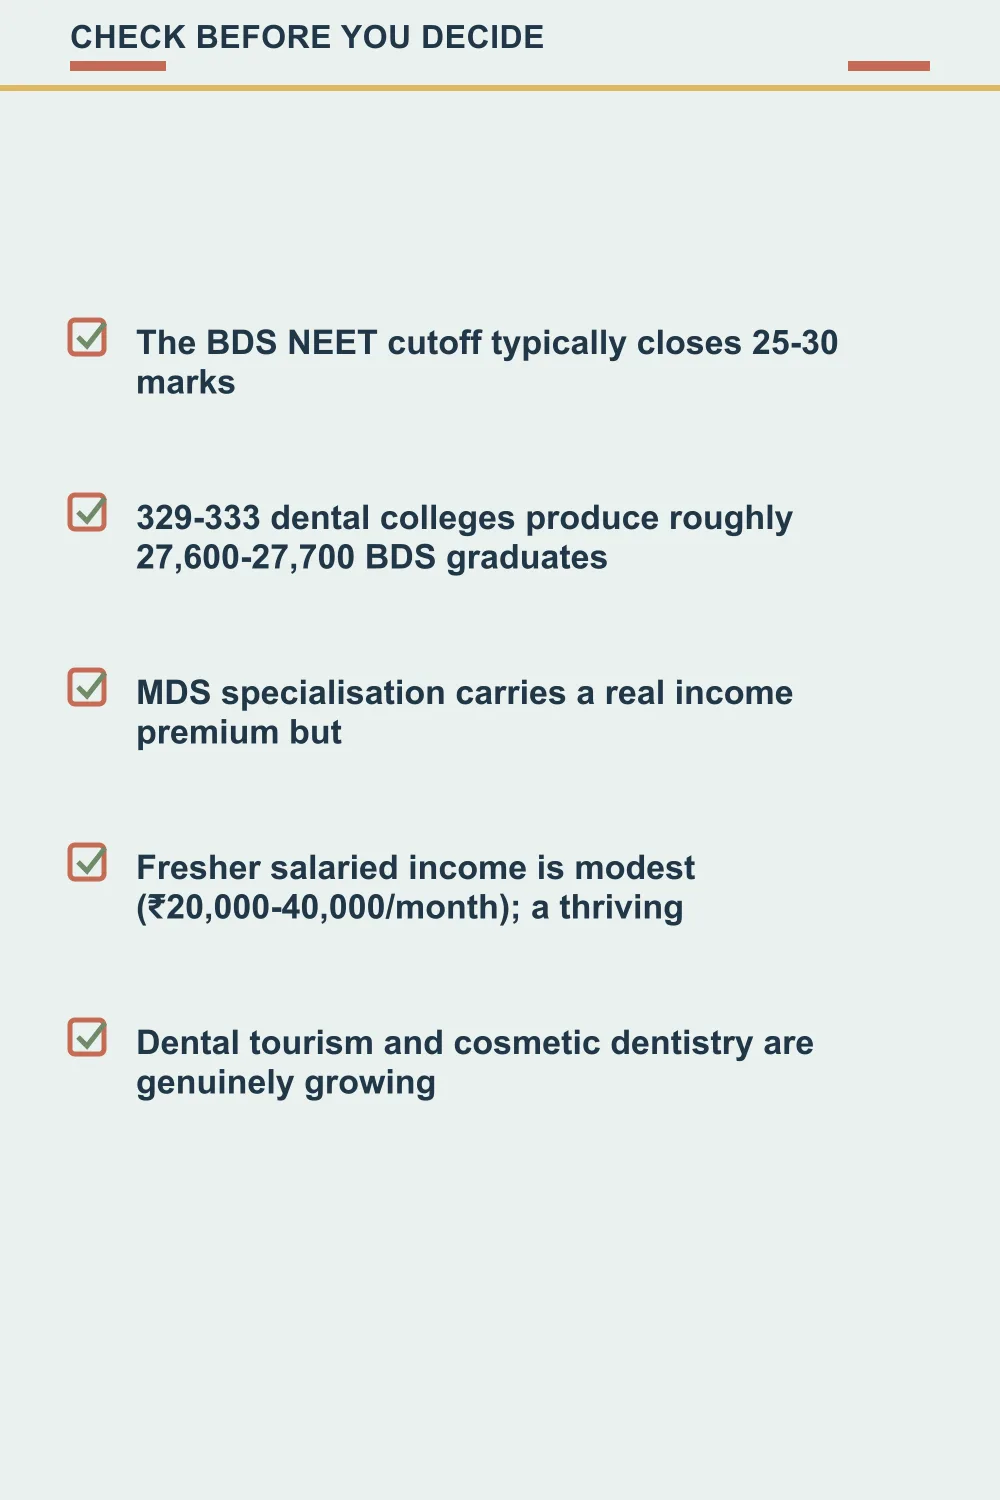 CHECK BEFORE YOU DECIDE
The BDS NEET cutoff typically closes 25-30
marks
329-333 dental colleges produce roughly
27,600-27,700 BDS graduates
MDS specialisation carries a real income
premium but
Fresher salaried income is modest
(₹20,000-40,000/month); a thriving
Dental tourism and cosmetic dentistry are
genuinely growing